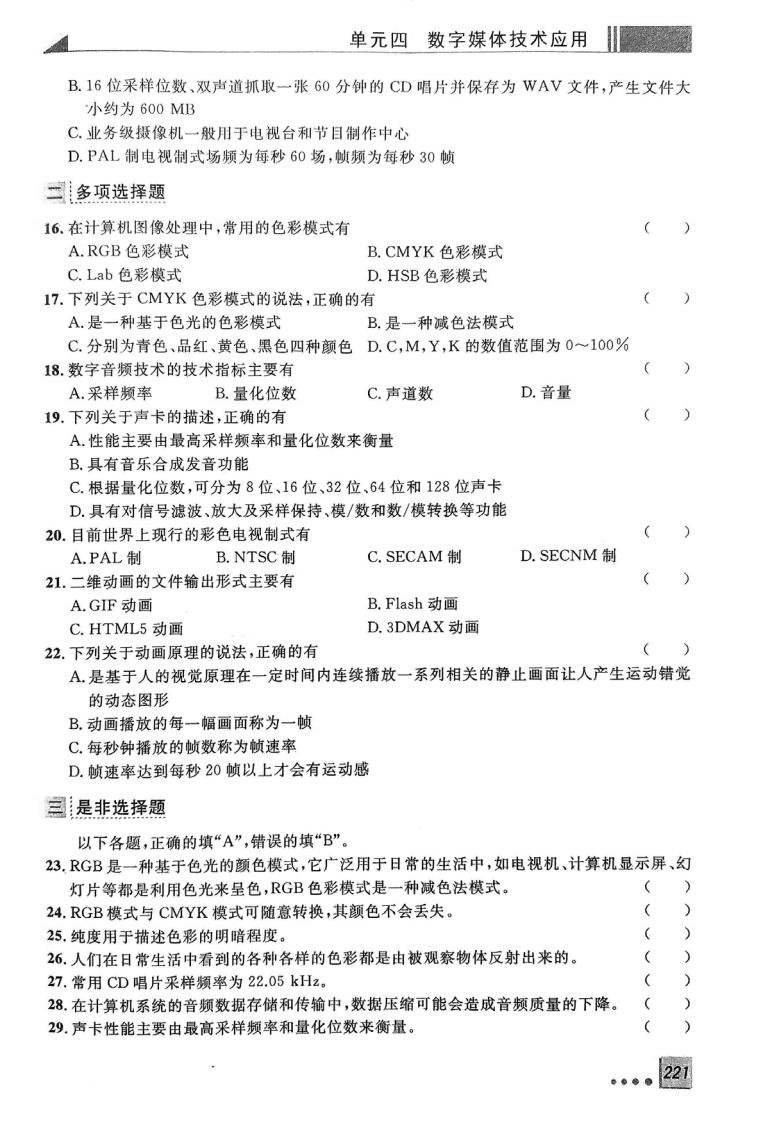 单元四 数字媒体技术应用
B. 16 位采样位数、双声道抓取一张 60 分钟的 CD 唱片并保存为 WAV 文件,产生文件大
小约为 600 MB
C. 业务级摄像机一般用于电视台和节目制作中心
D. PAL 制电视制式场频为每秒 60 场,帧频为每秒 30 帧
二 多项选择题
16. 在计算机图像处理中,常用的色彩模式有 ( )
A. RGB 色彩模式 B. CMYK 色彩模式
C. Lab 色彩模式 D. HSB 色彩模式
17. 下列关于 CMYK 色彩模式的说法,正确的有 ( )
A. 是一种基于色光的色彩模式 B. 是一种减色法模式
C. 分别为青色、品红、黄色、黑色四种颜色 D. C,M,Y,K 的数值范围为 0～100%
18. 数字音频技术的技术指标主要有 ( )
A. 采样频率 B. 量化位数 C. 声道数 D. 音量
19. 下列关于声卡的描述,正确的有 ( )
A. 性能主要由最高采样频率和量化位数来衡量
B. 具有音乐合成发音功能
C. 根据量化位数,可分为 8 位、16 位、32 位、64 位和 128 位声卡
D. 具有对信号滤波、放大及采样保持、模/数和数/模转换等功能
20. 目前世界上现行的彩色电视制式有 ( )
A. PAL 制 B. NTSC 制 C. SECAM 制 D. SECNM 制
21. 二维动画的文件输出形式主要有 ( )
A. GIF 动画 B. Flash 动画
C. HTML5 动画 D. 3DMAX 动画
22. 下列关于动画原理的说法,正确的有 ( )
A. 是基于人的视觉原理在一定时间内连续播放一系列相关的静止画面让人产生运动错觉
的动态图形
B. 动画播放的每一幅画面称为一帧
C. 每秒钟播放的帧数称为帧速率
D. 帧速率达到每秒 20 帧以上才会有运动感
三 是非选择题
以下各题,正确的填“A”,错误的填“B”。
23. RGB 是一种基于色光的颜色模式,它广泛用于日常的生活中,如电视机、计算机显示屏、幻
灯片等都是利用色光来呈色,RGB 色彩模式是一种减色法模式。 ( )
24. RGB 模式与 CMYK 模式可随意转换,其颜色不会丢失。 ( )
25. 纯度用于描述色彩的明暗程度。 ( )
26. 人们在日常生活中看到的各种各样的色彩都是由被观察物体反射出来的。 ( )
27. 常用 CD 唱片采样频率为 22.05 kHz。 ( )
28. 在计算机系统的音频数据存储和传输中,数据压缩可能会造成音频质量的下降。 ( )
29. 声卡性能主要由最高采样频率和量化位数来衡量。 ( )
221